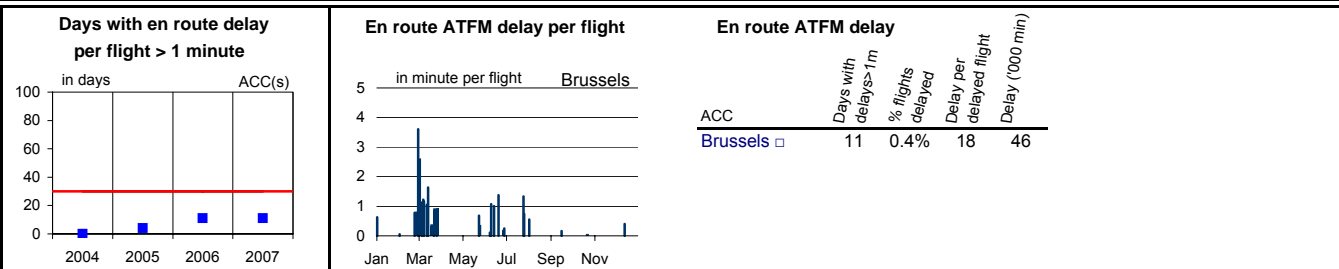 Days with en route delay
per flight > 1 minute
in days ACC(s)
100
80
60
40
20
0
2004 2005 2006 2007
En route ATFM delay per flight
in minute per flight Brussels
5
4
3
2
1
0
Jan Mar May Jul Sep Nov
En route ATFM delay
ACC
Days with
delays>1m
% flights
delayed
Delay per
delayed flight
Delay ('000 min)
Brussels □ 11 0.4% 18 46